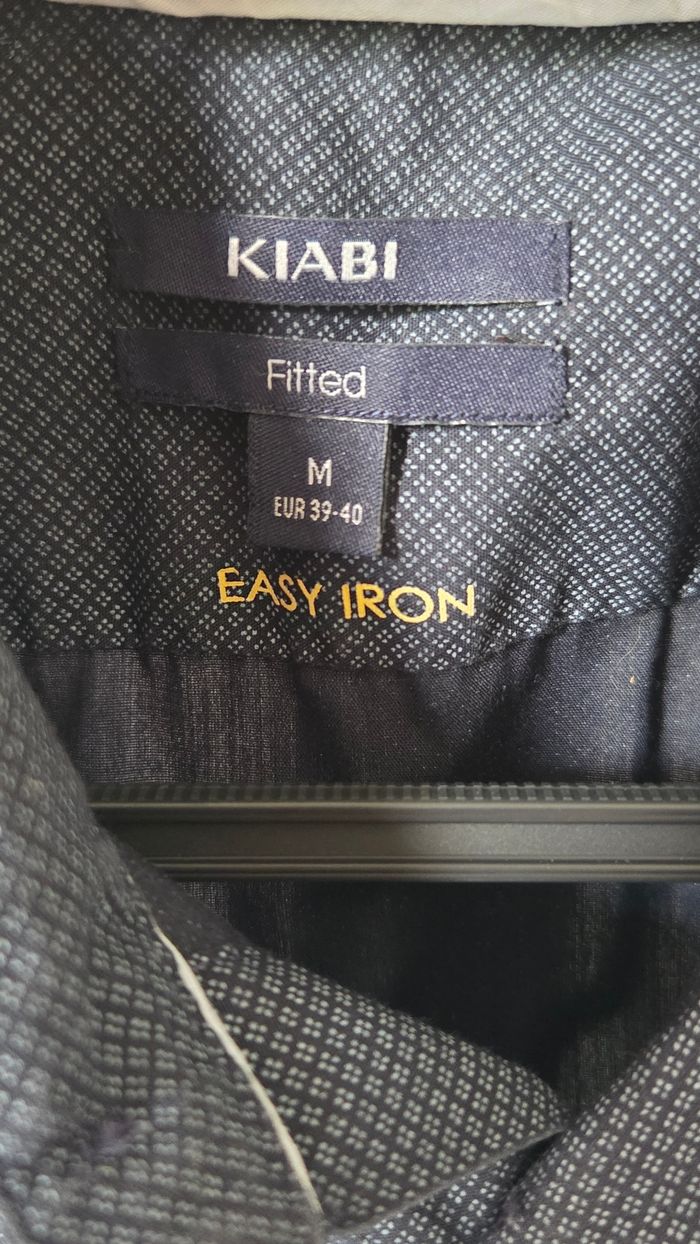 KIABI
Fitted
M
EUR 39-40
EASY IRON